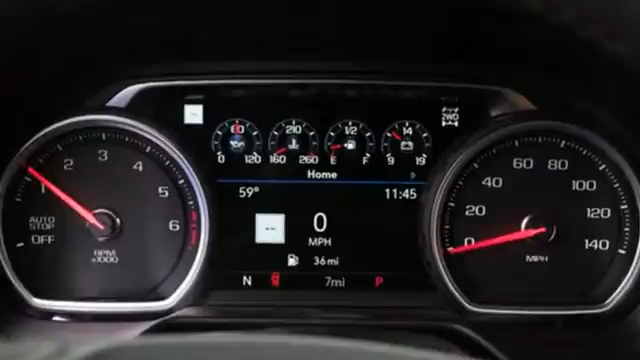 2WD
80 210 1/2 14
0 120 160 260 E F 9 19
Home
59° 11:45
--
0
MPH
36 mi
N 7mi P
1 2 3 4 5 6
AUTO
STOP
OFF
RPM
x1000
0 20 40 60 80 100 120 140
MPH